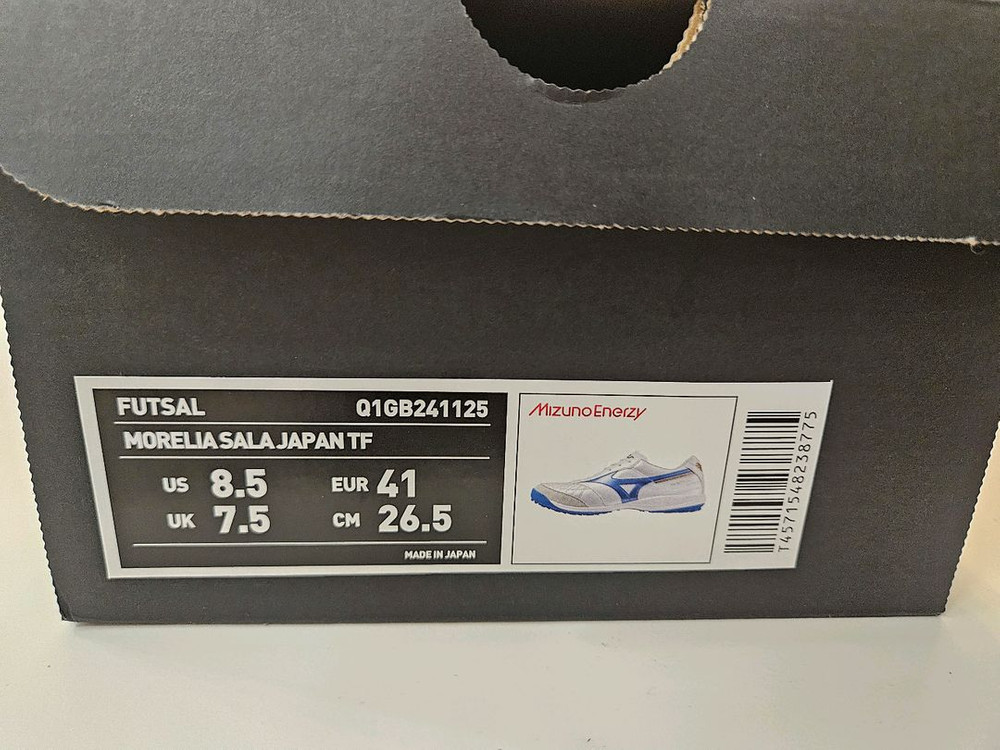 FUTSAL Q1GB241125
MORELIA SALA JAPAN TF
US 8.5 EUR 41
UK 7.5 CM 26.5
MADE IN JAPAN
MizunoEnerzy
T4571548238775